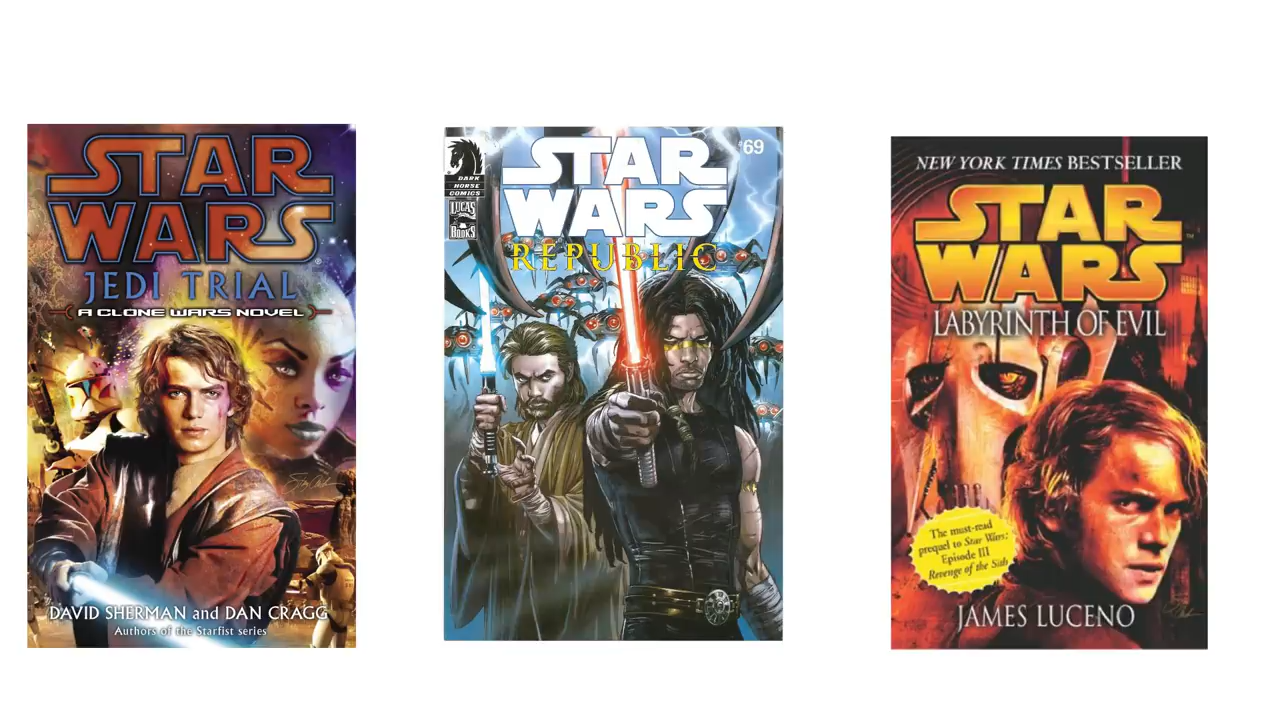 STAR
WARS
JEDI TRIAL
A CLONE WARS NOVEL
DAVID SHERMAN and DAN CRAGG
Authors of the Starfist series
DARK
HORSE
COMICS
LUCAS
BOOKS
#69
STAR
WARS
REPUBLIC
NEW YORK TIMES BESTSELLER
STAR
WARS
LABYRINTH OF EVIL
The must-read
prequel to Star Wars:
Episode III
Revenge of the Sith
JAMES LUCENO